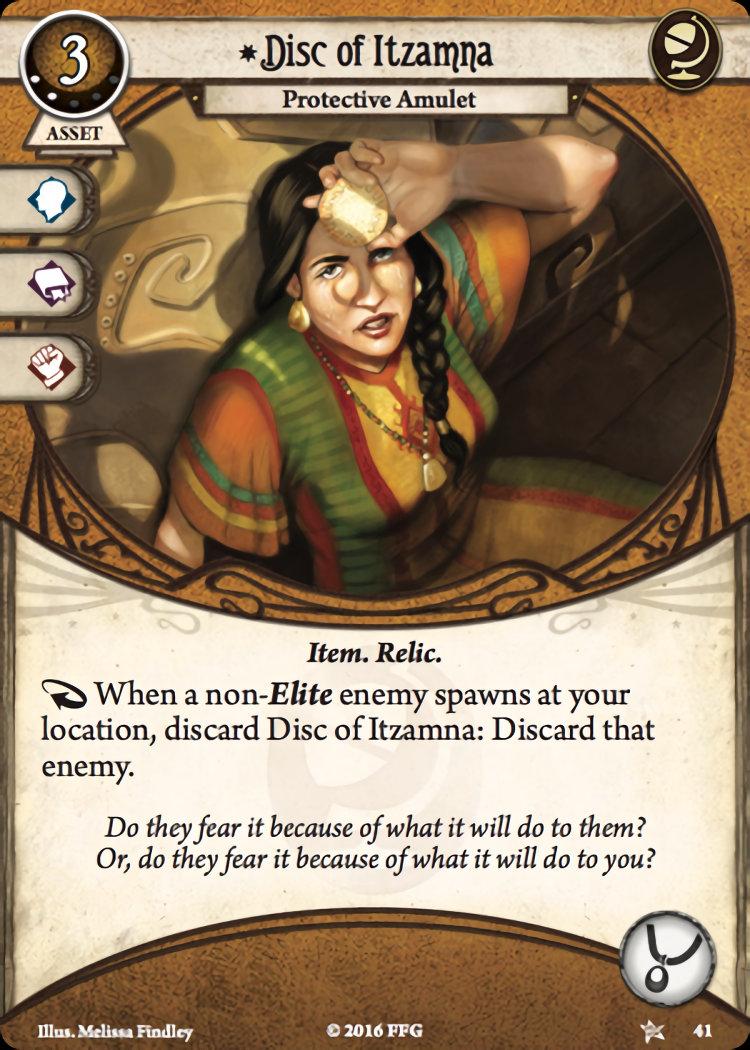 3
Disc of Itzamna
Protective Amulet
ASSET
Item. Relic.
When a non-Elite enemy spawns at your
location, discard Disc of Itzamna: Discard that
enemy.
Do they fear it because of what it will do to them?
Or, do they fear it because of what it will do to you?
Illus. Melissa Findley
© 2016 FFG
41